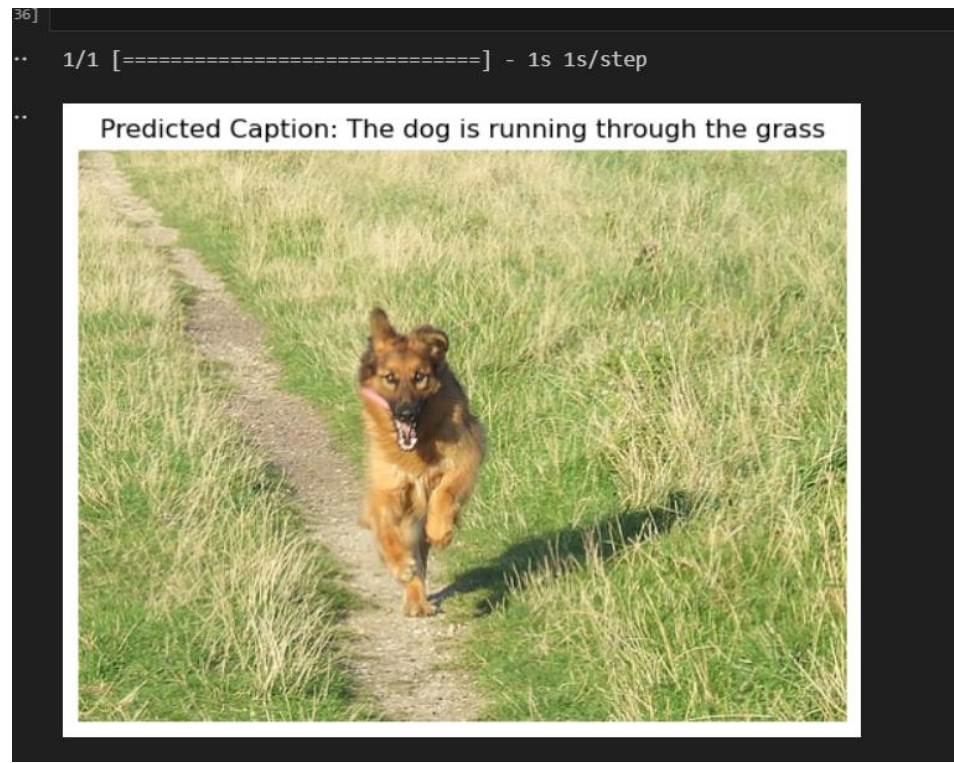 36]
.. 1/1 [==============================] - 1s 1s/step
..
Predicted Caption: The dog is running through the grass